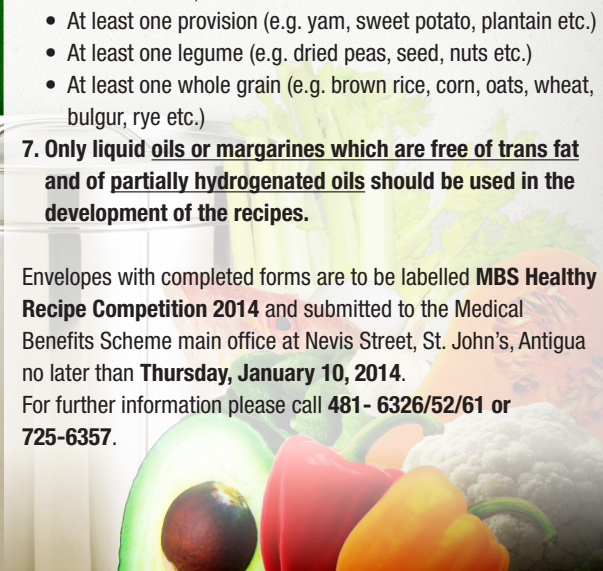 • At least one provision (e.g. yam, sweet potato, plantain etc.)
• At least one legume (e.g. dried peas, seed, nuts etc.)
• At least one whole grain (e.g. brown rice, corn, oats, wheat,
bulgur, rye etc.)
7. Only liquid oils or margarines which are free of trans fat
and of partially hydrogenated oils should be used in the
development of the recipes.
Envelopes with completed forms are to be labelled MBS Healthy
Recipe Competition 2014 and submitted to the Medical
Benefits Scheme main office at Nevis Street, St. John's, Antigua
no later than Thursday, January 10, 2014.
For further information please call 481- 6326/52/61 or
725-6357.